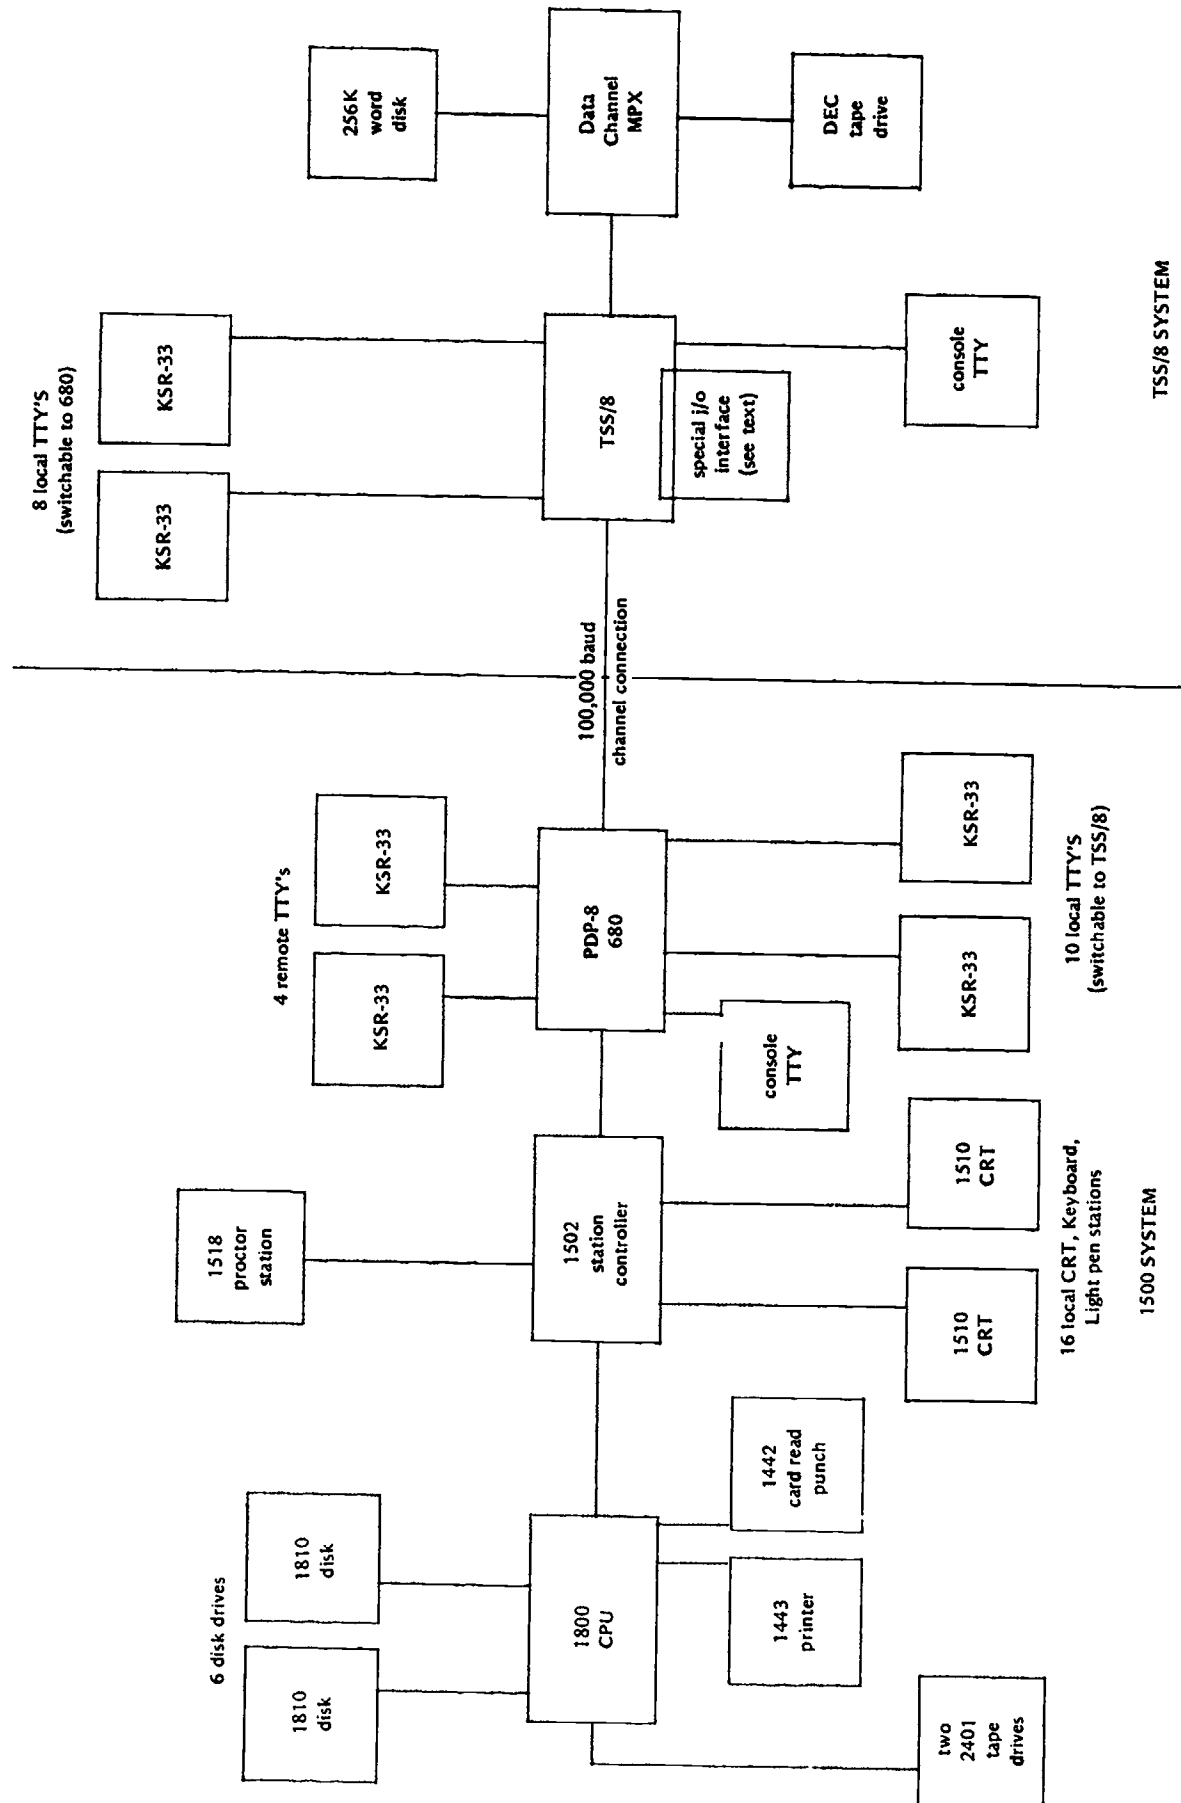 6 disk drives
1810
disk
1810
disk
1800
CPU
two
2401
tape
drives
1443
printer
1442
card read
punch
1518
proctor
station
1502
station
controller
1510
CRT
1510
CRT
16 local CRT, Keyboard,
Light pen stations
1500 SYSTEM
4 remote TTY's
KSR-33
KSR-33
PDP-8
680
console
TTY
KSR-33
KSR-33
10 local TTY'S
(switchable to TSS/8)
100,000 baud
channel connection
8 local TTY'S
(switchable to 680)
KSR-33
KSR-33
TSS/8
special i/o
interface
(see text)
console
TTY
256K
word
disk
Data
Channel
MPX
DEC
tape
drive
TSS/8 SYSTEM